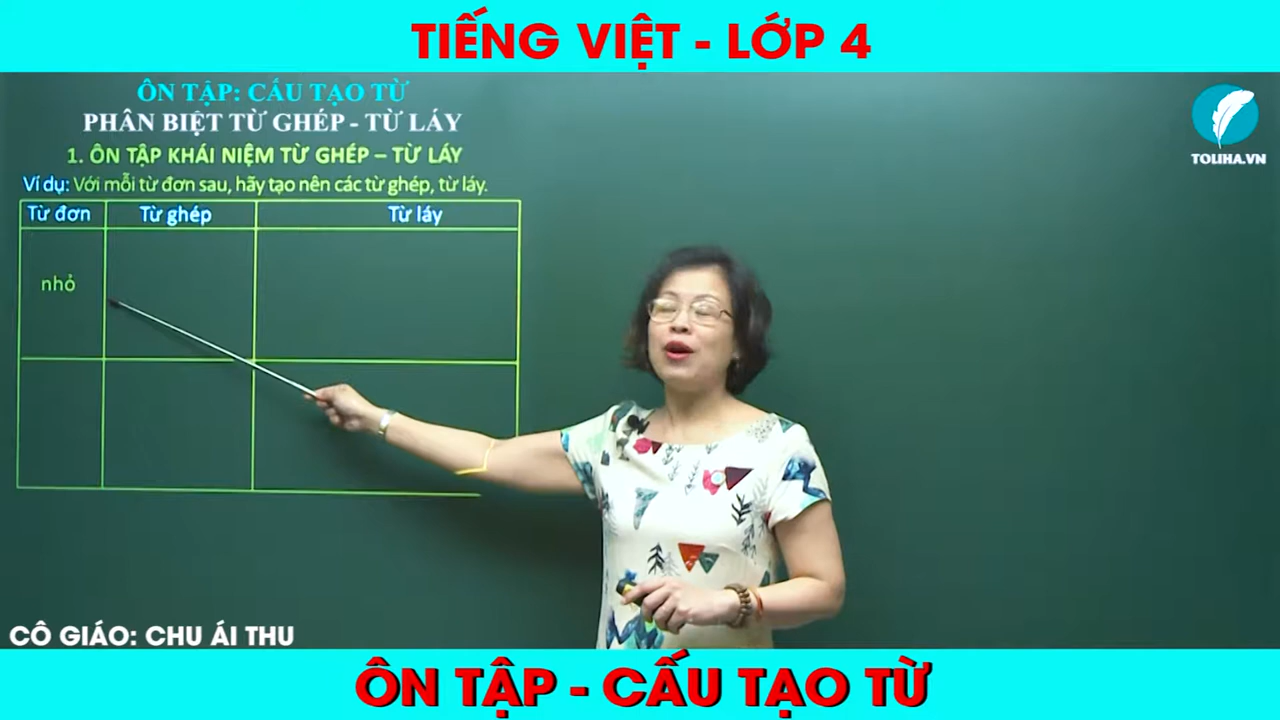 TIẾNG VIỆT - LỚP 4
ÔN TẬP: CẤU TẠO TỪ
PHÂN BIỆT TỪ GHÉP - TỪ LÁY
1. ÔN TẬP KHÁI NIỆM TỪ GHÉP – TỪ LÁY
Ví dụ: Với mỗi từ đơn sau, hãy tạo nên các từ ghép, từ láy.
Từ đơn Từ ghép Từ láy
nhỏ
TOLIHA.VN
CÔ GIÁO: CHU ÁI THU
ÔN TẬP - CẤU TẠO TỪ